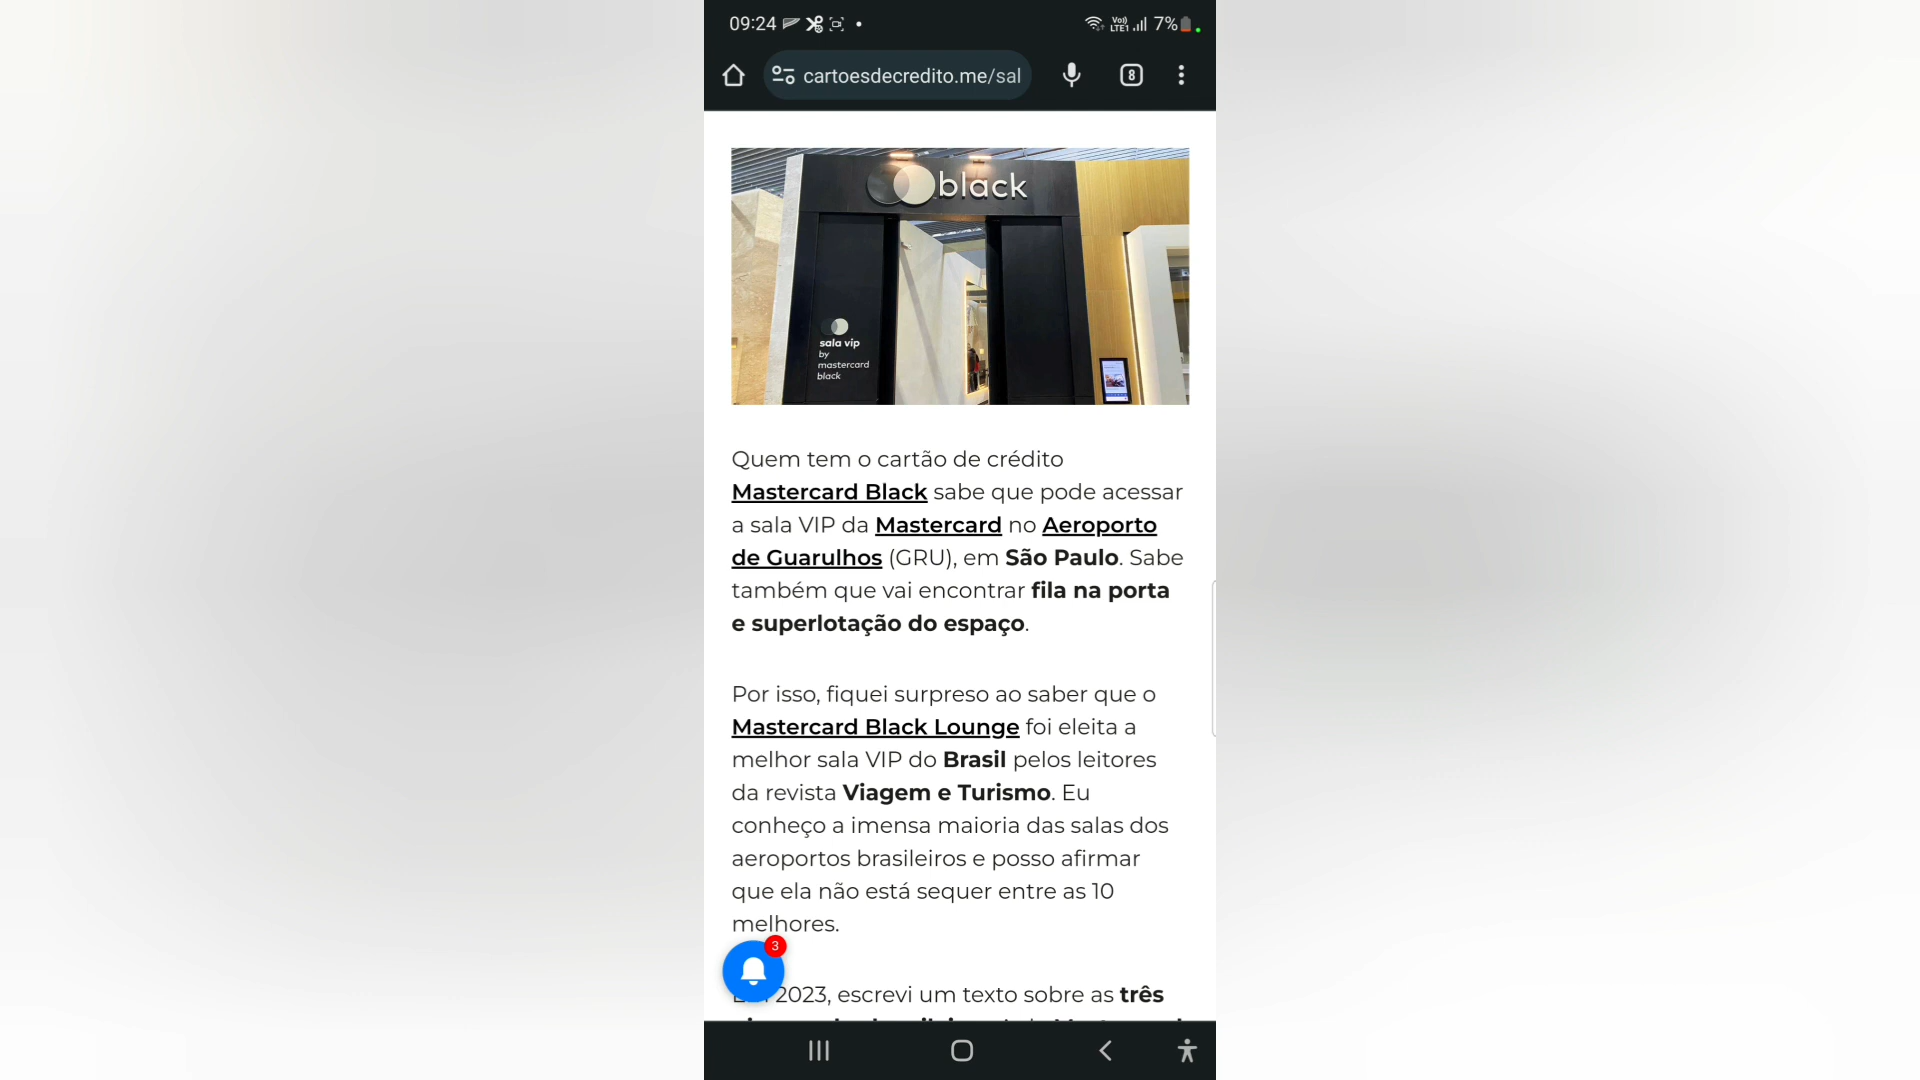 09:24
Vo)) LTE1 7%
cartoesdecredito.me/sal
8
black
sala vip
by
mastercard
black
Quem tem o cartão de crédito
Mastercard Black sabe que pode acessar
a sala VIP da Mastercard no Aeroporto
de Guarulhos (GRU), em São Paulo. Sabe
também que vai encontrar fila na porta
e superlotação do espaço.
Por isso, fiquei surpreso ao saber que o
Mastercard Black Lounge foi eleita a
melhor sala VIP do Brasil pelos leitores
da revista Viagem e Turismo. Eu
conheço a imensa maioria das salas dos
aeroportos brasileiros e posso afirmar
que ela não está sequer entre as 10
melhores.
3
2023, escrevi um texto sobre as três